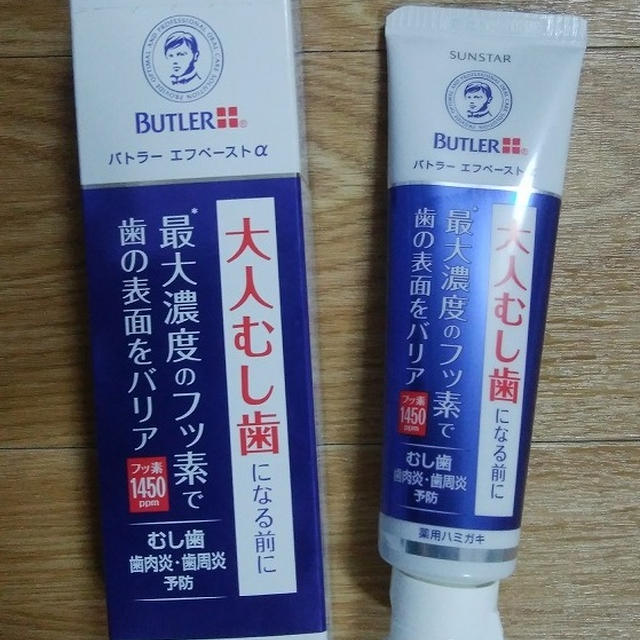 BUTLER
バトラー エフペーストα
大人むし歯になる前に
*最大濃度のフッ素で
歯の表面をバリア
フッ素
1450
ppm
むし歯
歯肉炎・歯周炎
予防
SUNSTAR
BUTLER
バトラー エフペーストα
大人むし歯になる前に
*最大濃度のフッ素で
歯の表面をバリア
フッ素
1450
ppm
むし歯
歯肉炎・歯周炎
予防
薬用ハミガキ